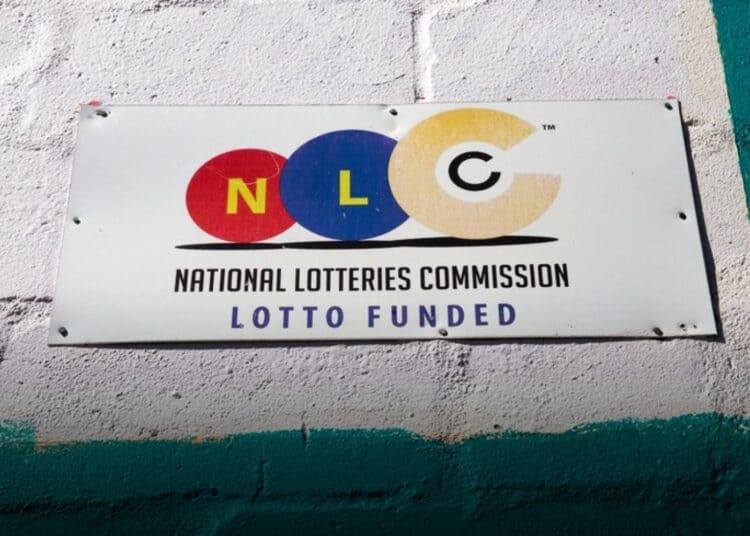 NLC™
NATIONAL LOTTERIES COMMISSION
LOTTO FUNDED